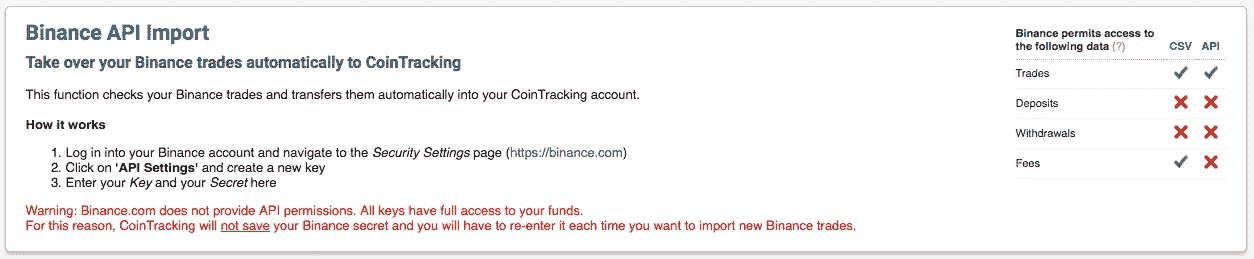 Binance API Import
Take over your Binance trades automatically to CoinTracking
This function checks your Binance trades and transfers them automatically into your CoinTracking account.
How it works
1. Log in into your Binance account and navigate to the Security Settings page (https://binance.com)
2. Click on 'API Settings' and create a new key
3. Enter your Key and your Secret here
Warning: Binance.com does not provide API permissions. All keys have full access to your funds.
For this reason, CoinTracking will not save your Binance secret and you will have to re-enter it each time you want to import new Binance trades.
Binance permits access to
the following data (?) CSV API
Trades
Deposits
Withdrawals
Fees